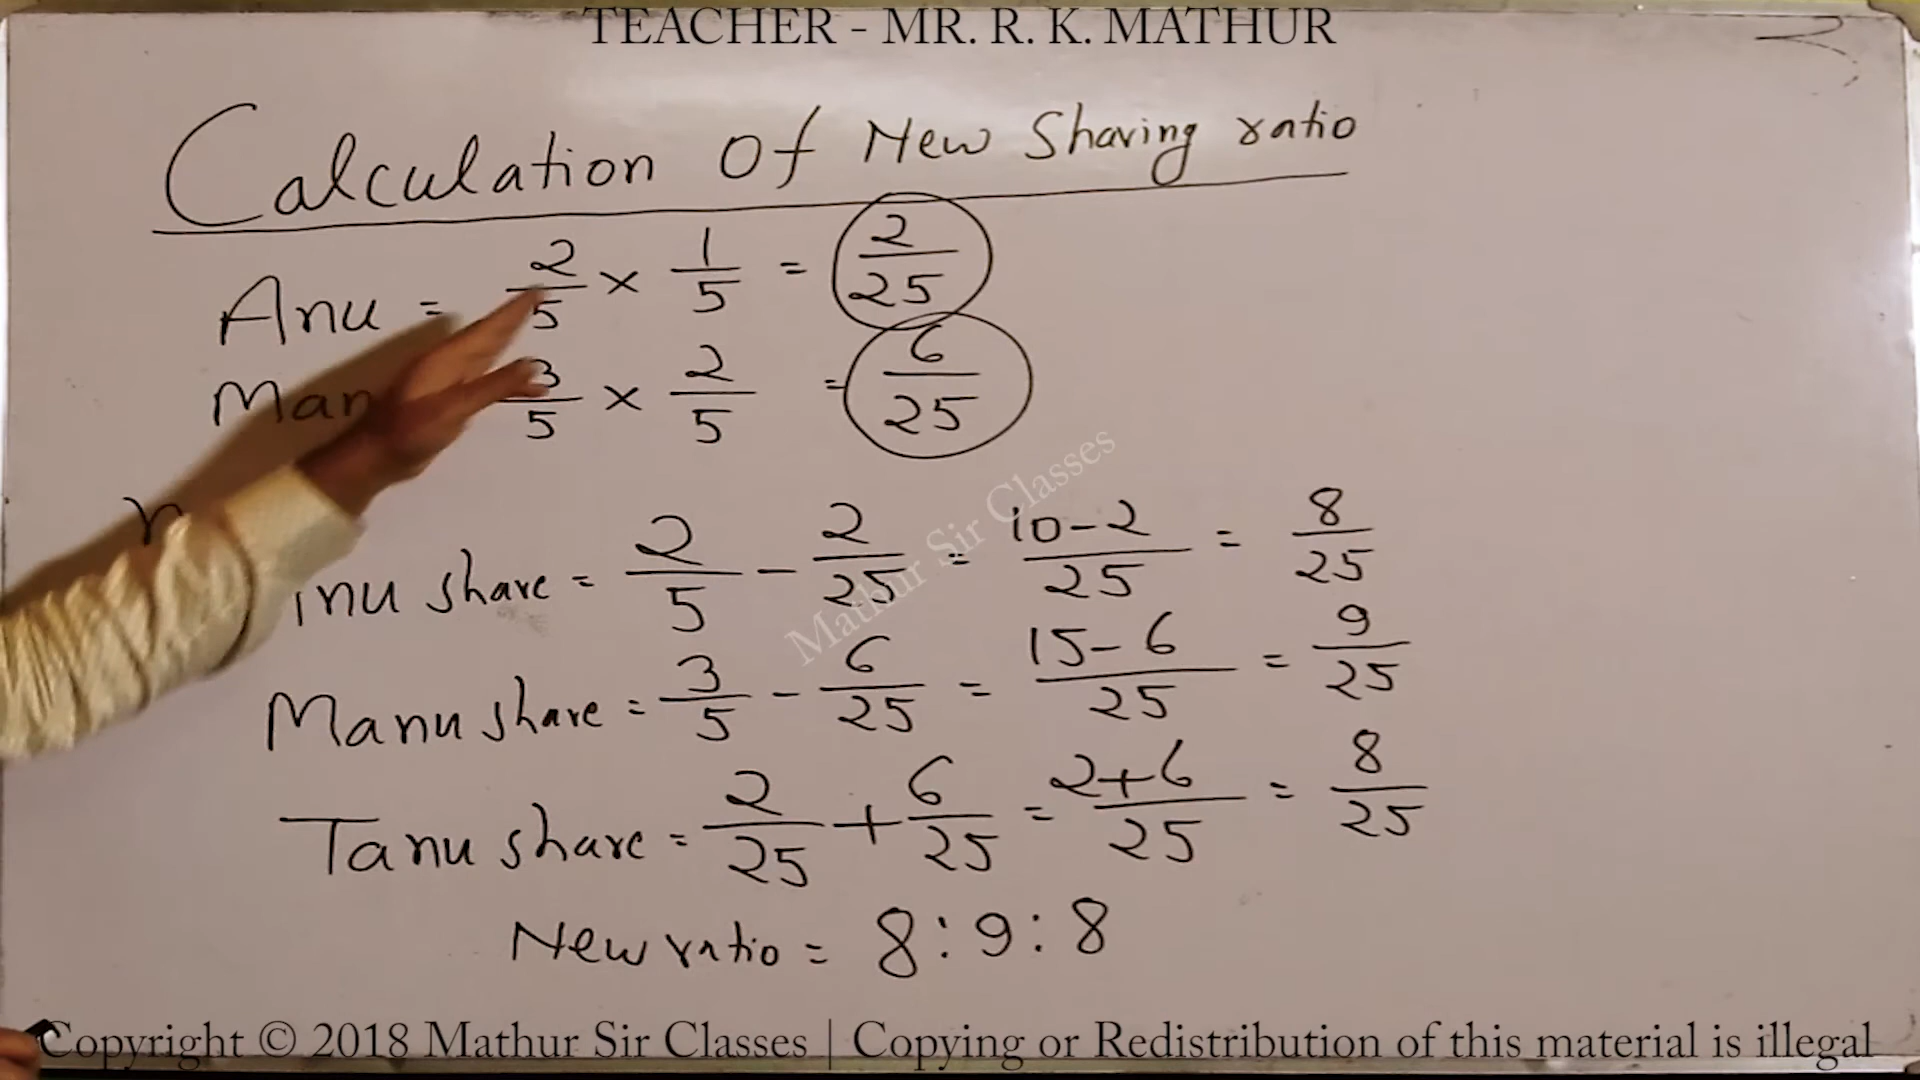 TEACHER - MR. R. K. MATHUR
Calculation Of New Sharing ratio
Anu = 2/5 × 1/5 = 2/25
Man 3/5 × 2/5 = 6/25
nu share = 2/5 - 2/25 = 10-2/25 = 8/25
Manu share = 3/5 - 6/25 = 15-6/25 = 9/25
Tanu share = 2/25 + 6/25 = 2+6/25 = 8/25
New ratio = 8:9:8
Mathur Sir Classes
Copyright © 2018 Mathur Sir Classes | Copying or Redistribution of this material is illegal